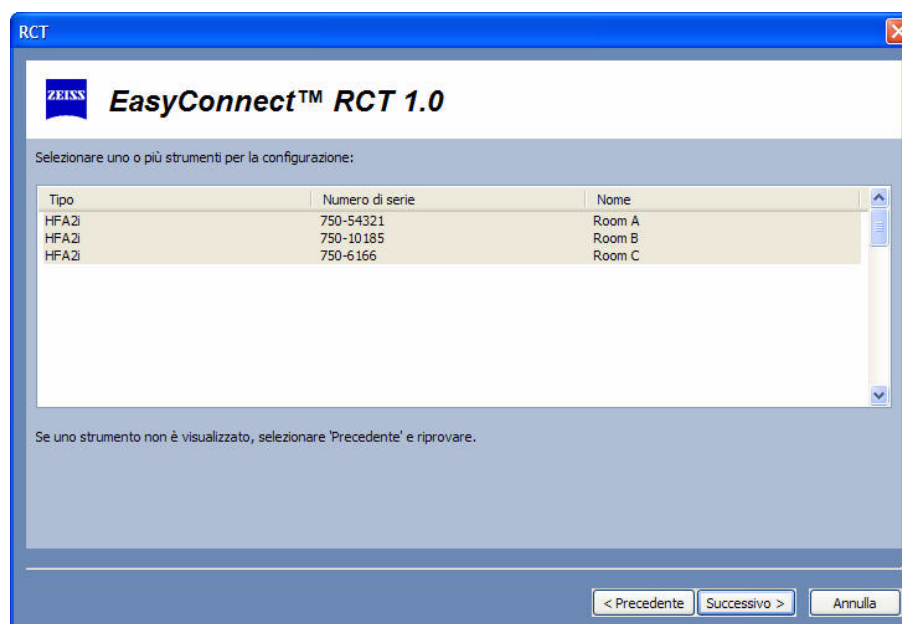 RCT
ZEISS
EasyConnect™ RCT 1.0
Selezionare uno o più strumenti per la configurazione:
Tipo Numero di serie Nome
HFA2i 750-54321 Room A
HFA2i 750-10185 Room B
HFA2i 750-6166 Room C
Se uno strumento non è visualizzato, selezionare 'Precedente' e riprovare.
< Precedente Successivo > Annulla